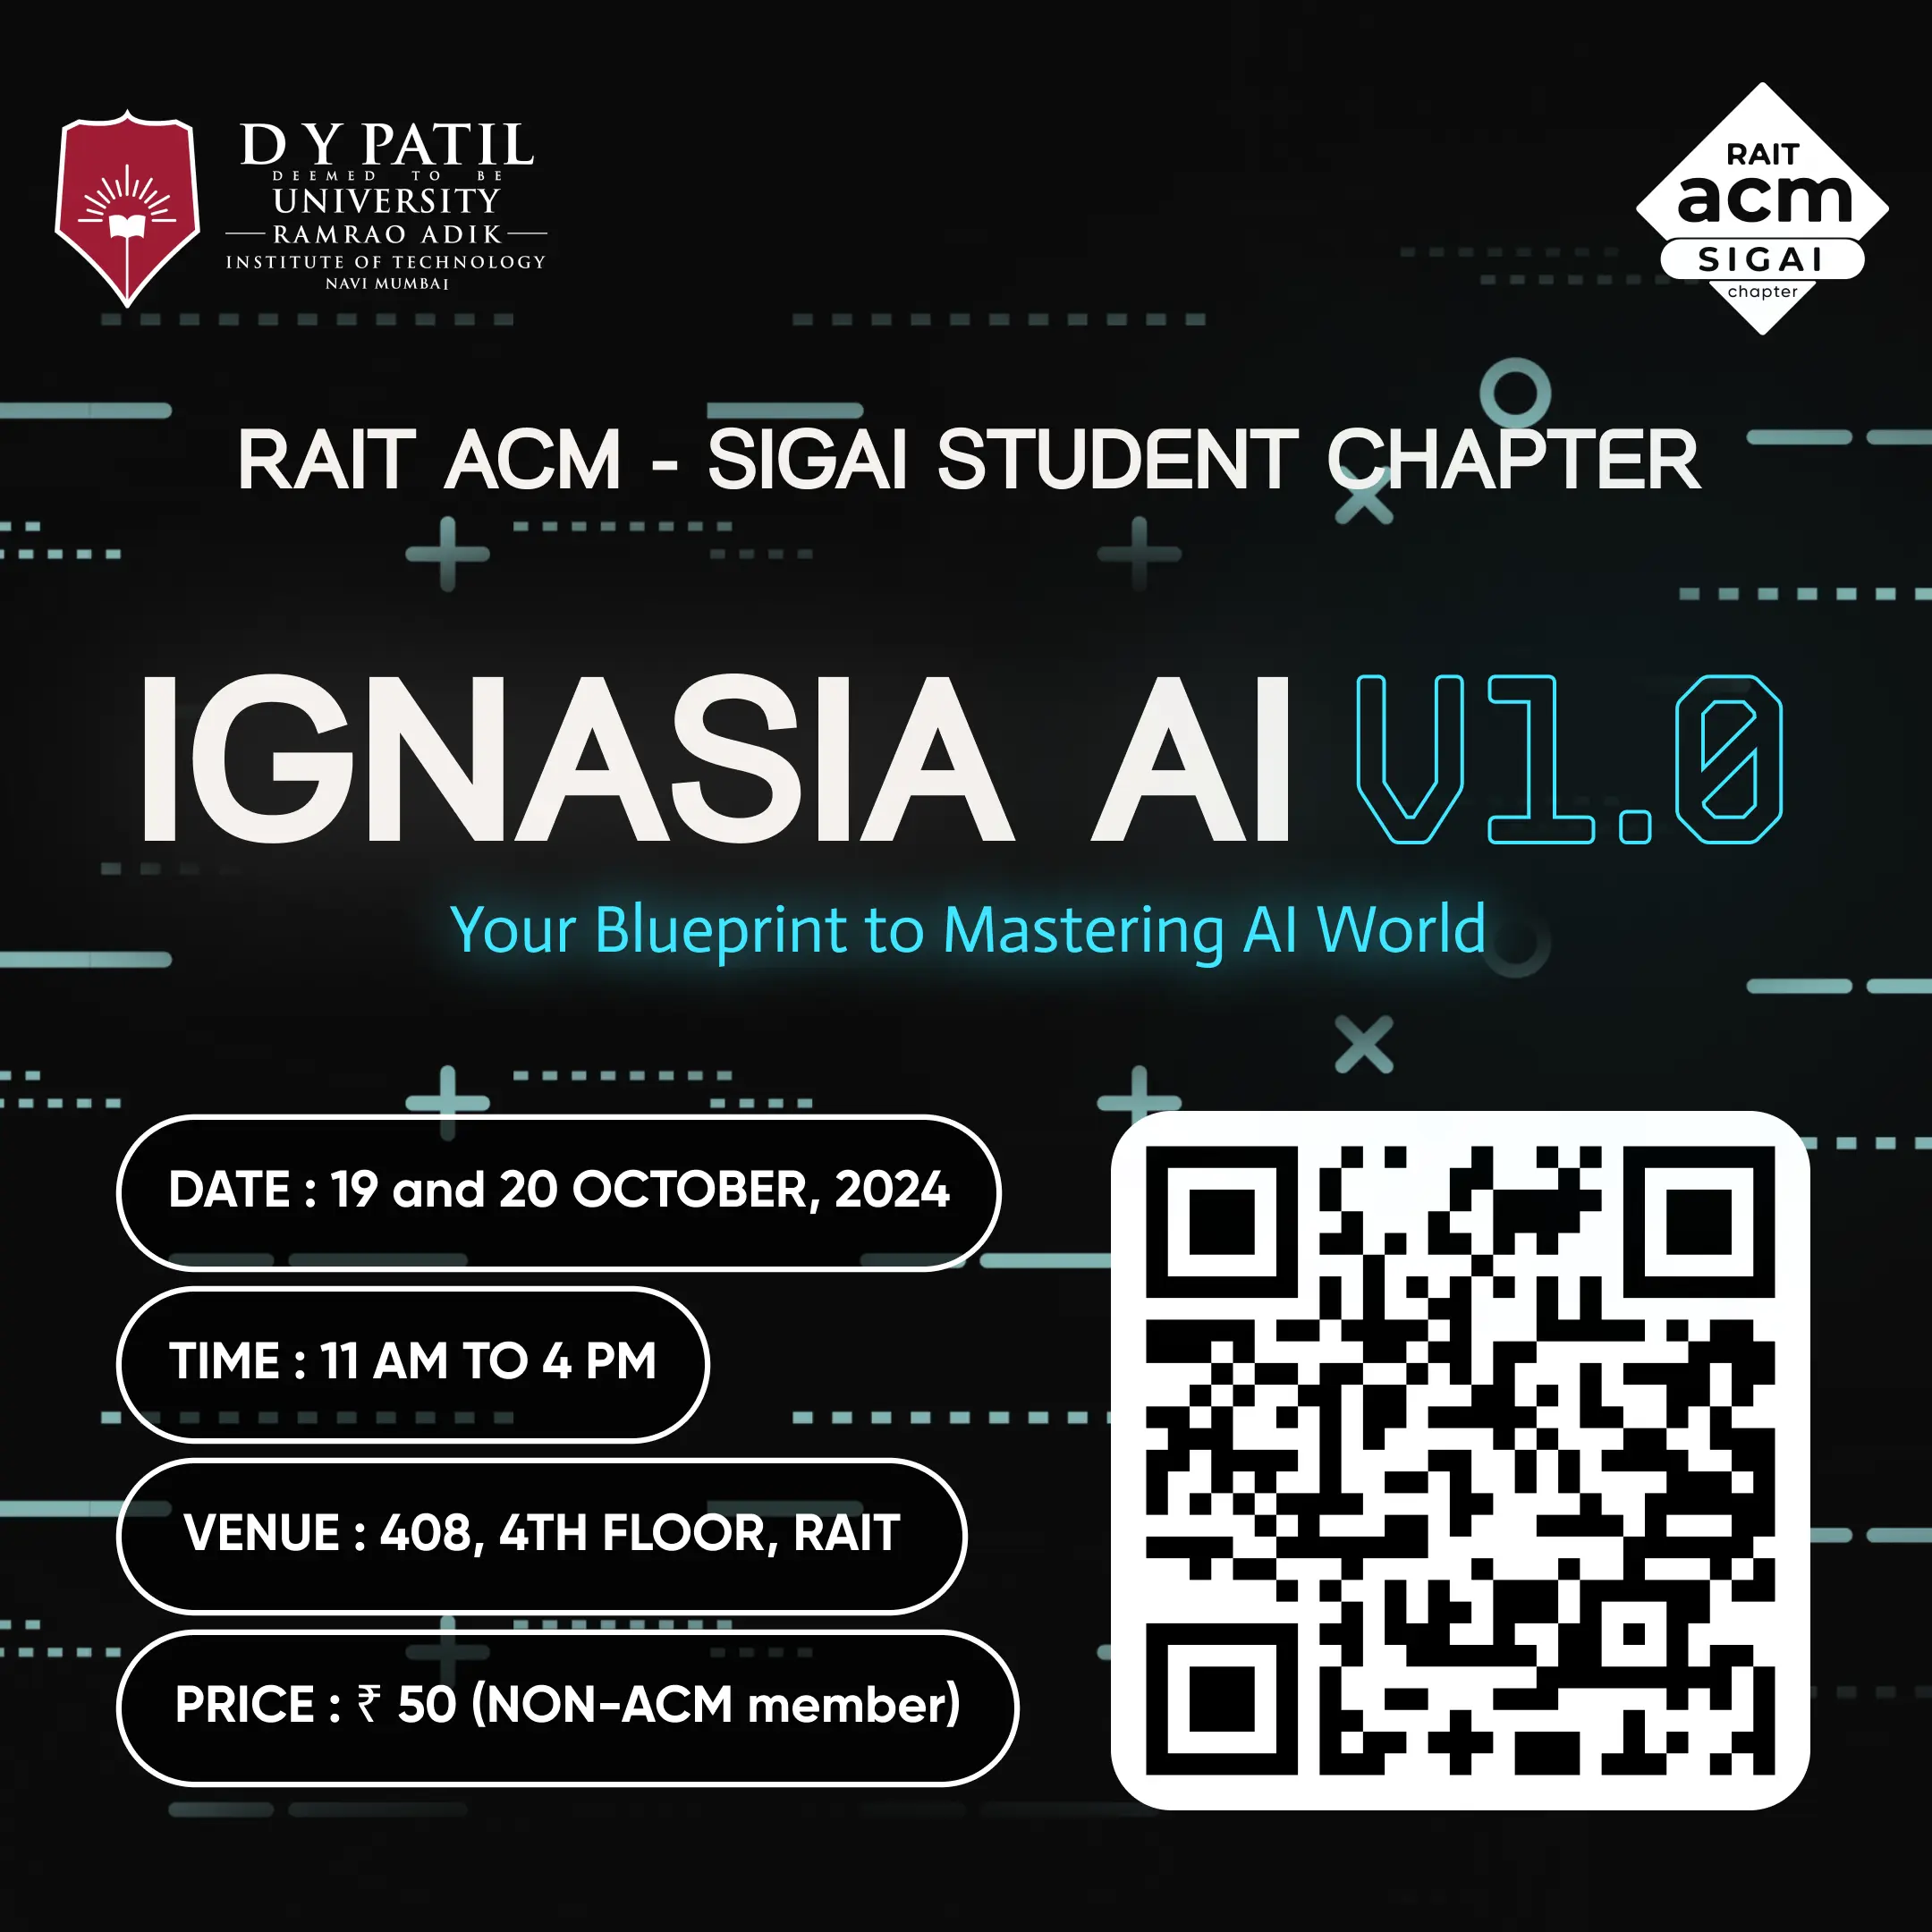 D Y PATIL
DEEMED TO BE
UNIVERSITY
RAMRAO ADIK
INSTITUTE OF TECHNOLOGY
NAVI MUMBAI
RAIT
acm
SIGAI
chapter
RAIT ACM - SIGAI STUDENT CHAPTER
IGNASIA AI V1.0
Your Blueprint to Mastering AI World
DATE : 19 and 20 OCTOBER, 2024
TIME : 11 AM TO 4 PM
VENUE : 408, 4TH FLOOR, RAIT
PRICE : ₹ 50 (NON-ACM member)